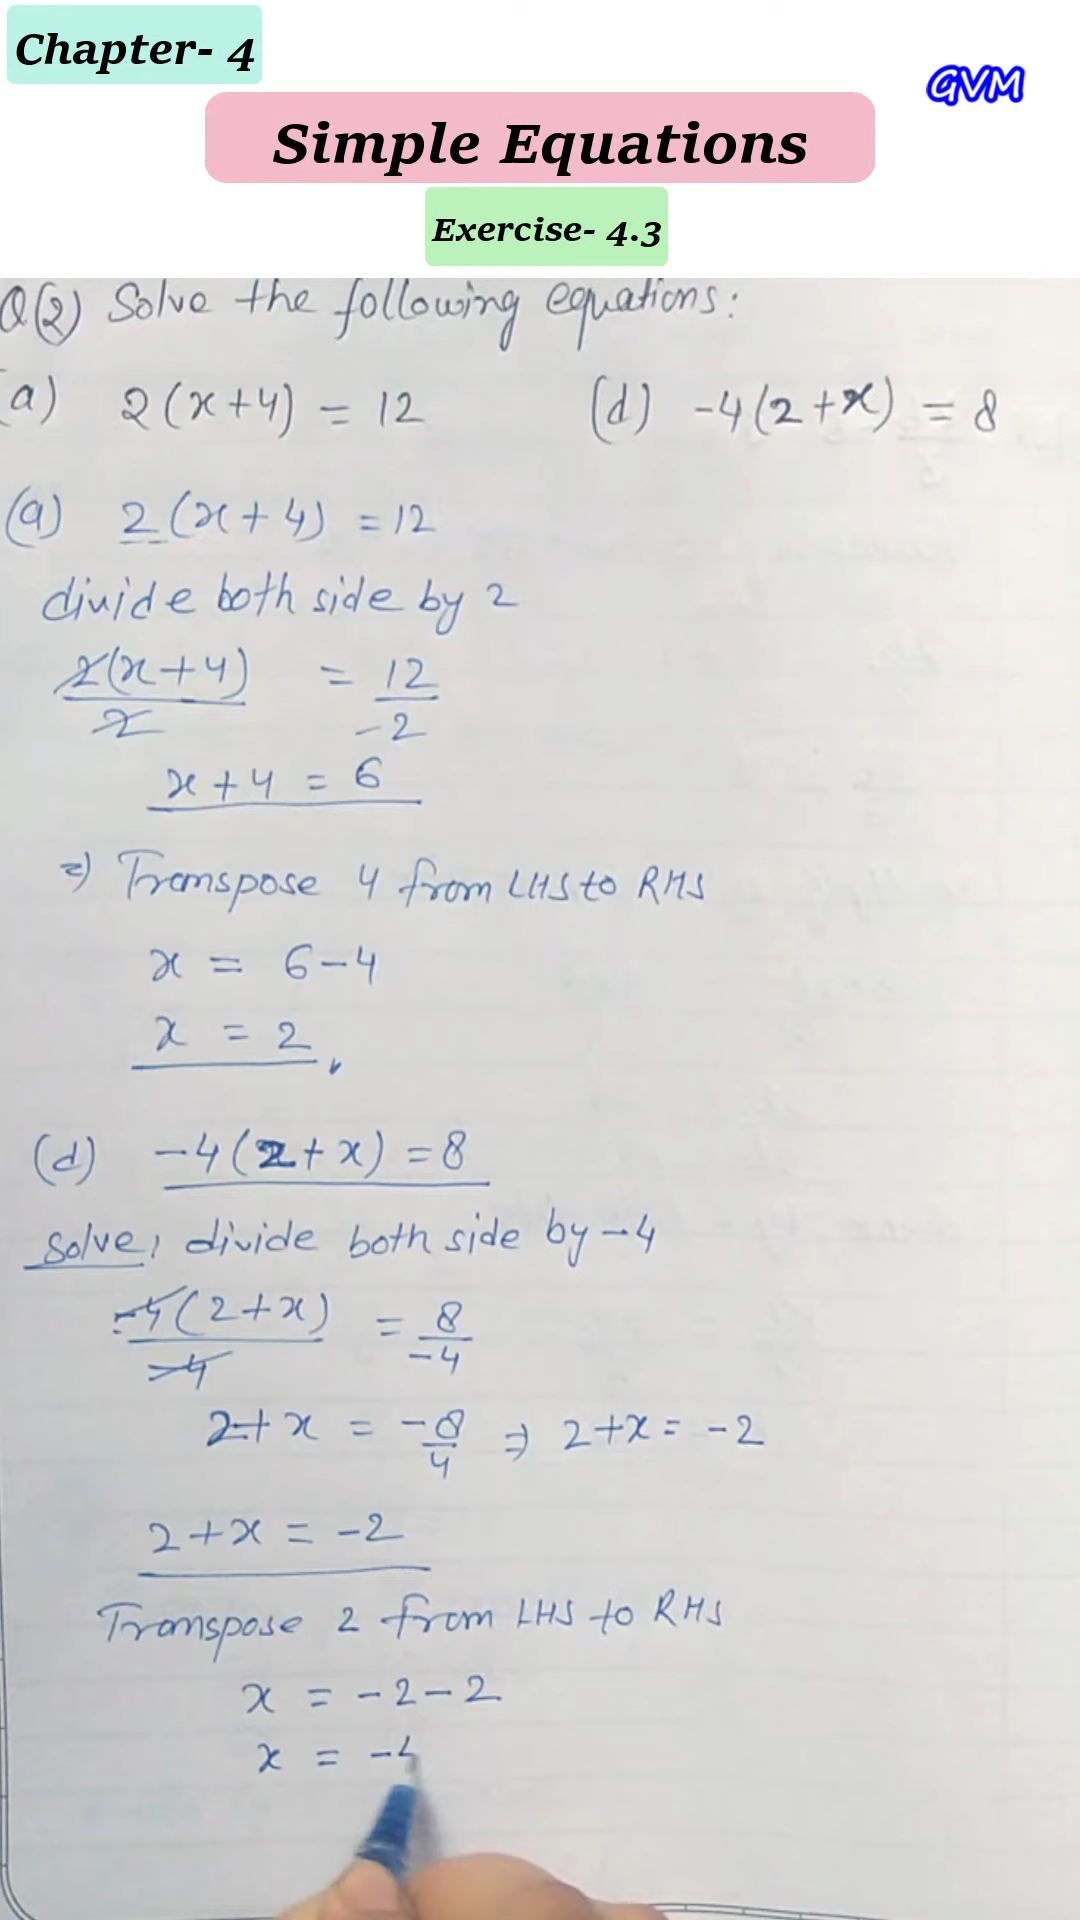 Chapter- 4
GVM
Simple Equations
Exercise- 4.3
Q(2) Solve the following equations:
(a) 2(x+4) = 12 (d) -4(2+x) = 8
(a) 2(x+4) = 12
divide both side by 2
2(x+4)/2 = 12/-2
x+4 = 6
=) Transpose 4 from LHS to RHS
x = 6-4
x = 2
(d) -4(2+x) = 8
Solve, divide both side by -4
-4(2+x)/-4 = 8/-4
2+x = -8/4 => 2+x = -2
2+x = -2
Transpose 2 from LHS to RHS
x = -2-2
x = -4